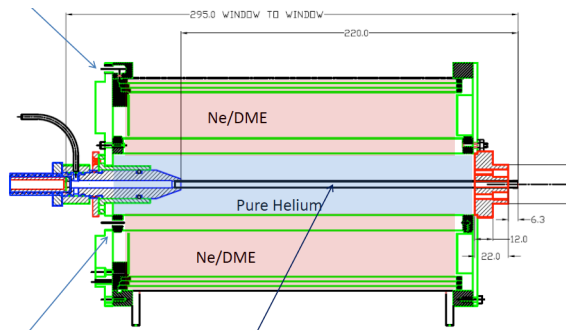 295.0 WINDOW TO WINDOW
220.0
Ne/DME
Pure Helium
6.3
12.0
22.0
Ne/DME